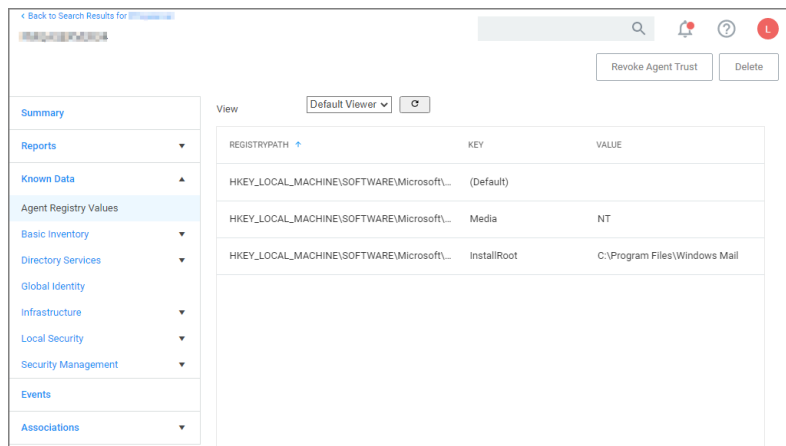 < Back to Search Results for
L
Revoke Agent Trust
Delete
Summary
Reports
Known Data
Agent Registry Values
Basic Inventory
Directory Services
Global Identity
Infrastructure
Local Security
Security Management
Events
Associations
View
Default Viewer
REGISTRYPATH ↑ KEY VALUE
HKEY_LOCAL_MACHINE\SOFTWARE\Microsoft\... (Default)
HKEY_LOCAL_MACHINE\SOFTWARE\Microsoft\... Media NT
HKEY_LOCAL_MACHINE\SOFTWARE\Microsoft\... InstallRoot C:\Program Files\Windows Mail